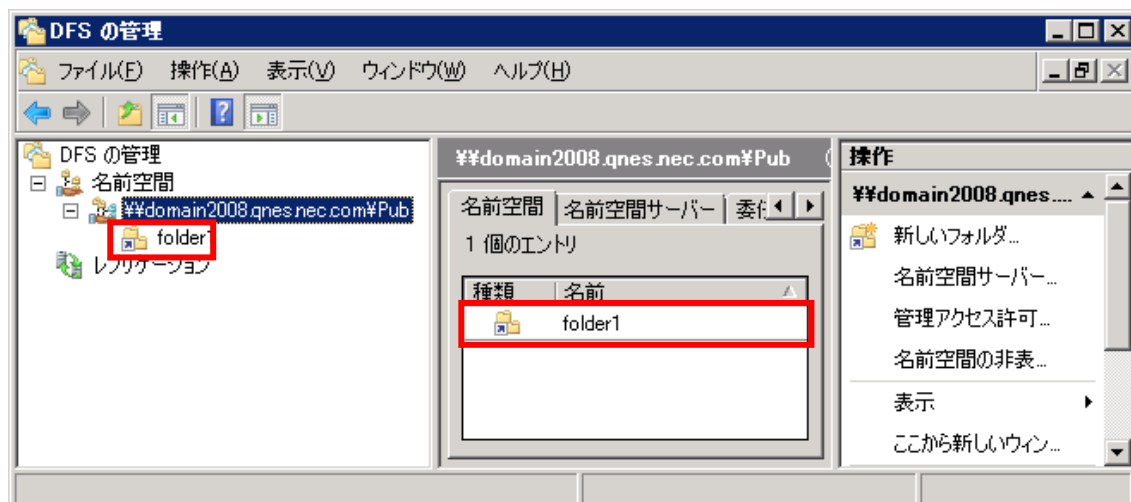 DFS の管理
ファイル(F) 操作(A) 表示(V) ウィンドウ(W) ヘルプ(H)
DFS の管理
名前空間
¥¥domain2008.qnes.nec.com¥Pub
folder1
レプリケーション
¥¥domain2008.qnes.nec.com¥Pub (
名前空間 名前空間サーバー 委任
1 個のエントリ
種類 名前
folder1
操作
¥¥domain2008.qnes....
新しいフォルダ...
名前空間サーバー...
管理アクセス許可...
名前空間の非表...
表示
ここから新しいウィン...